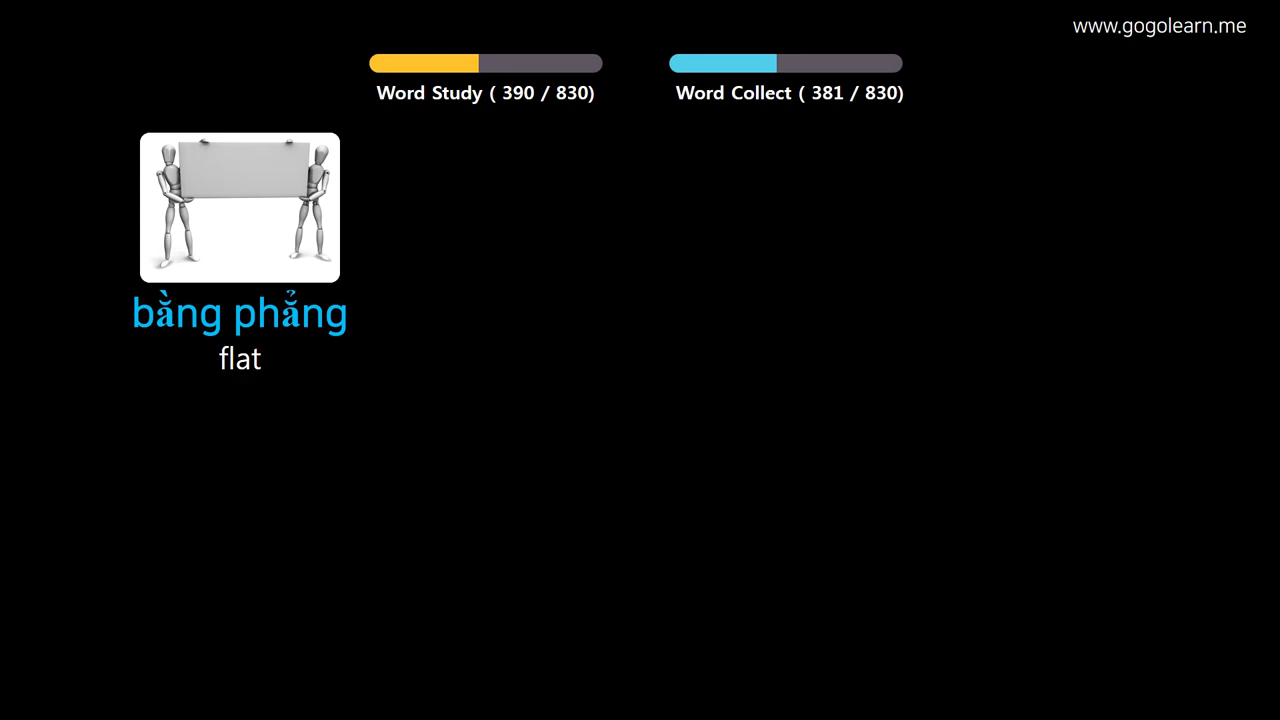 www.gogolearn.me
Word Study ( 390 / 830)
Word Collect ( 381 / 830)
bằng phẳng
flat